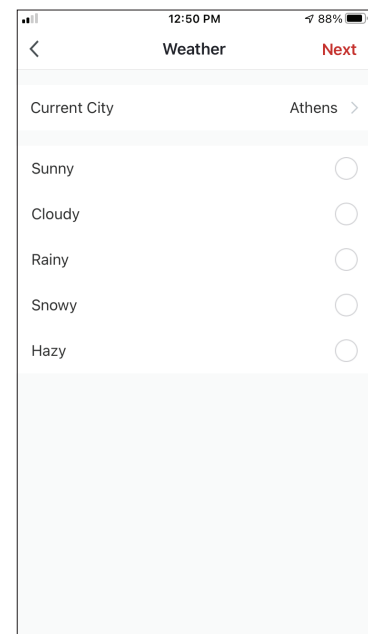 12:50 PM 88%
Weather Next
Current City Athens
Sunny
Cloudy
Rainy
Snowy
Hazy